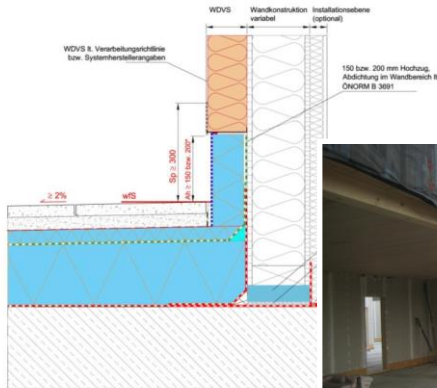 WDVS
Wandkonstruktion
variabel
Installationsebene
(optional)
WDVS lt. Verarbeitungsrichtlinie
bzw. Systemherstellerangaben
150 bzw. 200 mm Hochzug,
Abdichtung im Wandbereich lt
ÖNORM B 3691
Sp ≥ 300
Ah ≥ 150 bzw. 200*
≥ 2%
wfS